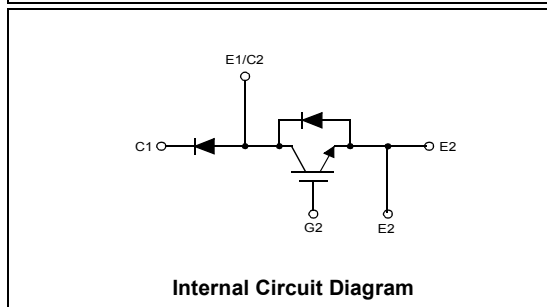 E1/C2
C1
E2
G2
E2
Internal Circuit Diagram